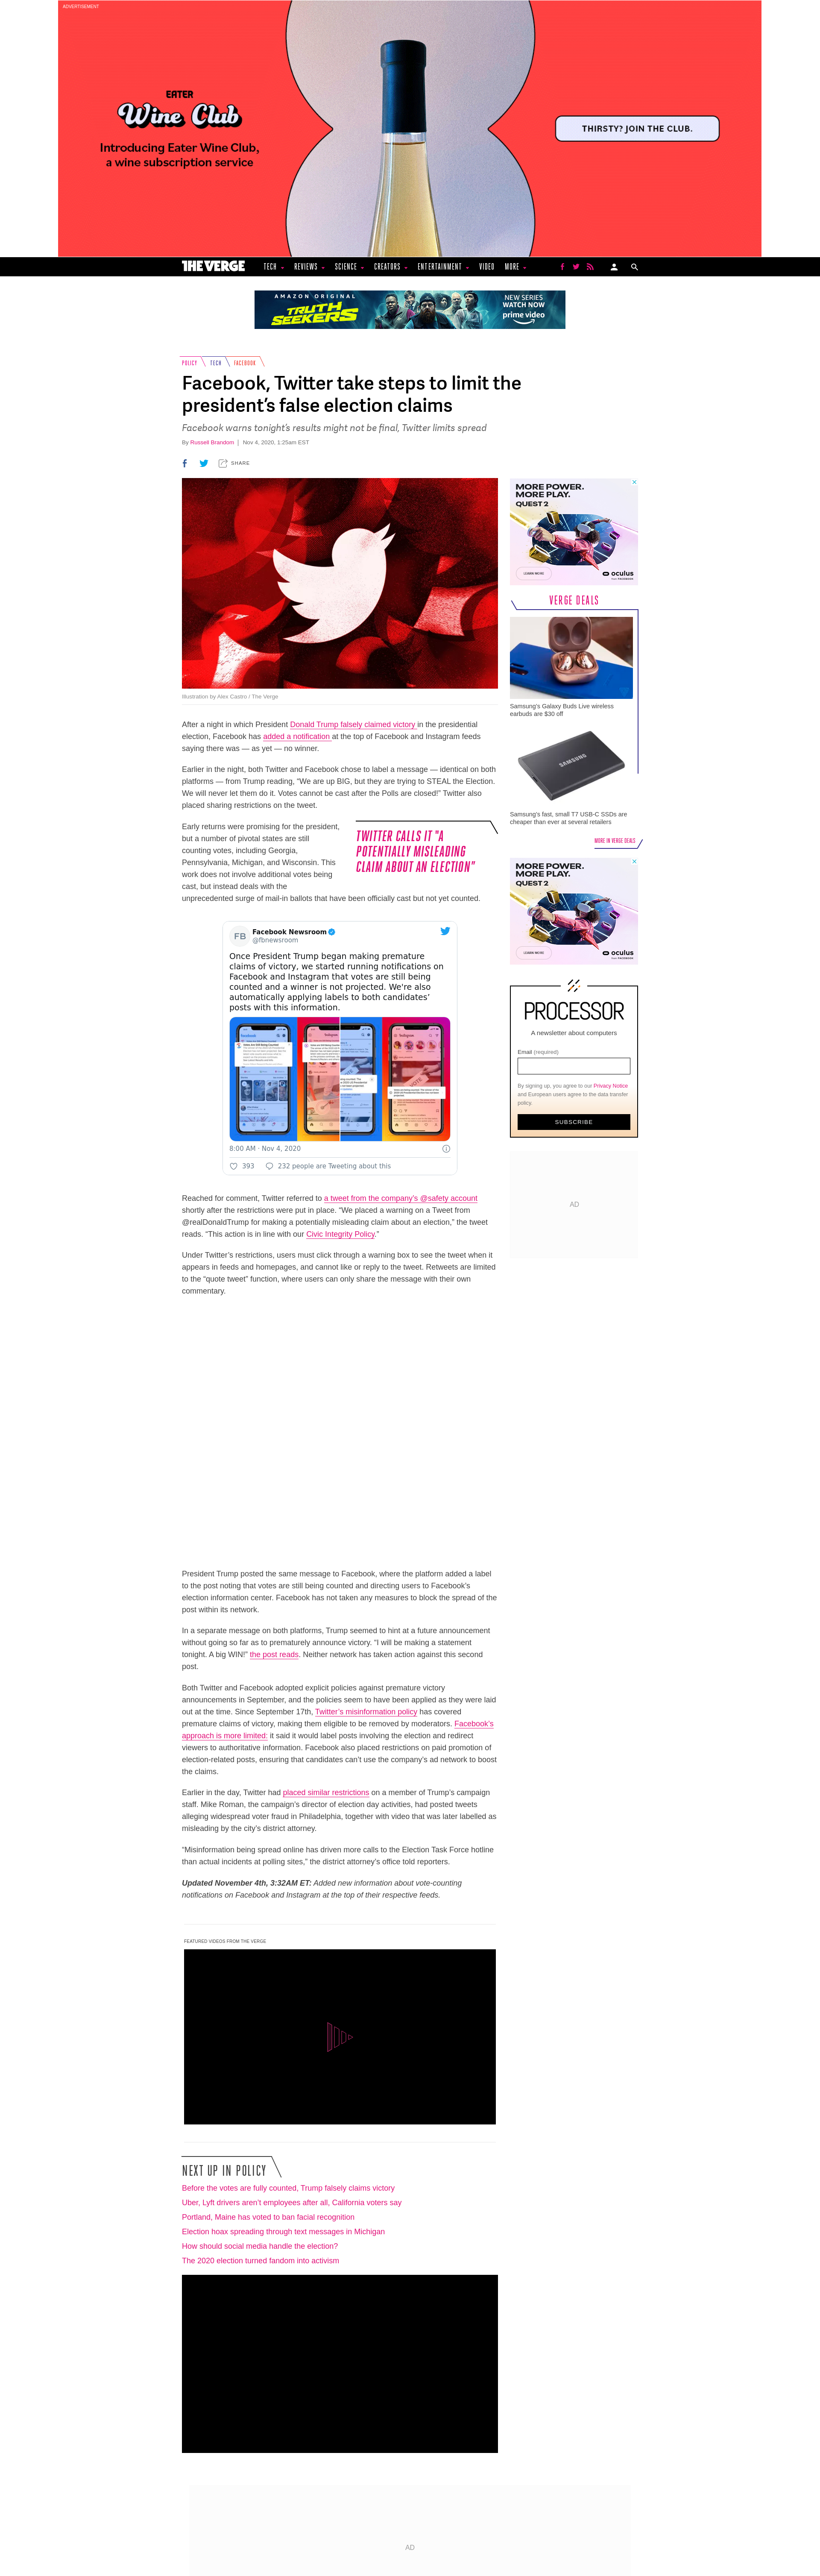 ADVERTISEMENT
EATER
Wine Club
Introducing Eater Wine Club,
a wine subscription service
THIRSTY? JOIN THE CLUB.
THE VERGE
TECH
REVIEWS
SCIENCE
CREATORS
ENTERTAINMENT
VIDEO
MORE
AMAZON ORIGINAL
TRUTH
SEEKERS
NEW SERIES
WATCH NOW
prime video
POLICY
TECH
FACEBOOK
Facebook, Twitter take steps to limit the
president’s false election claims
Facebook warns tonight’s results might not be final, Twitter limits spread
By Russell Brandom | Nov 4, 2020, 1:25am EST
SHARE
Illustration by Alex Castro / The Verge
After a night in which President Donald Trump falsely claimed victory in the presidential
election, Facebook has added a notification at the top of Facebook and Instagram feeds
saying there was — as yet — no winner.
Earlier in the night, both Twitter and Facebook chose to label a message — identical on both
platforms — from Trump reading, “We are up BIG, but they are trying to STEAL the Election.
We will never let them do it. Votes cannot be cast after the Polls are closed!” Twitter also
placed sharing restrictions on the tweet.
TWITTER CALLS IT "A
POTENTIALLY MISLEADING
CLAIM ABOUT AN ELECTION"
Early returns were promising for the president,
but a number of pivotal states are still
counting votes, including Georgia,
Pennsylvania, Michigan, and Wisconsin. This
work does not involve additional votes being
cast, but instead deals with the
unprecedented surge of mail-in ballots that have been officially cast but not yet counted.
FB
Facebook Newsroom
@fbnewsroom
Once President Trump began making premature
claims of victory, we started running notifications on
Facebook and Instagram that votes are still being
counted and a winner is not projected. We're also
automatically applying labels to both candidates’
posts with this information.
8:00 AM · Nov 4, 2020
393
232 people are Tweeting about this
Reached for comment, Twitter referred to a tweet from the company’s @safety account
shortly after the restrictions were put in place. “We placed a warning on a Tweet from
@realDonaldTrump for making a potentially misleading claim about an election,” the tweet
reads. “This action is in line with our Civic Integrity Policy.”
Under Twitter’s restrictions, users must click through a warning box to see the tweet when it
appears in feeds and homepages, and cannot like or reply to the tweet. Retweets are limited
to the “quote tweet” function, where users can only share the message with their own
commentary.
President Trump posted the same message to Facebook, where the platform added a label
to the post noting that votes are still being counted and directing users to Facebook’s
election information center. Facebook has not taken any measures to block the spread of the
post within its network.
In a separate message on both platforms, Trump seemed to hint at a future announcement
without going so far as to prematurely announce victory. “I will be making a statement
tonight. A big WIN!” the post reads. Neither network has taken action against this second
post.
Both Twitter and Facebook adopted explicit policies against premature victory
announcements in September, and the policies seem to have been applied as they were laid
out at the time. Since September 17th, Twitter’s misinformation policy has covered
premature claims of victory, making them eligible to be removed by moderators. Facebook’s
approach is more limited: it said it would label posts involving the election and redirect
viewers to authoritative information. Facebook also placed restrictions on paid promotion of
election-related posts, ensuring that candidates can’t use the company’s ad network to boost
the claims.
Earlier in the day, Twitter had placed similar restrictions on a member of Trump’s campaign
staff. Mike Roman, the campaign’s director of election day activities, had posted tweets
alleging widespread voter fraud in Philadelphia, together with video that was later labelled as
misleading by the city’s district attorney.
“Misinformation being spread online has driven more calls to the Election Task Force hotline
than actual incidents at polling sites,” the district attorney’s office told reporters.
Updated November 4th, 3:32AM ET: Added new information about vote-counting
notifications on Facebook and Instagram at the top of their respective feeds.
FEATURED VIDEOS FROM THE VERGE
NEXT UP IN POLICY
Before the votes are fully counted, Trump falsely claims victory
Uber, Lyft drivers aren’t employees after all, California voters say
Portland, Maine has voted to ban facial recognition
Election hoax spreading through text messages in Michigan
How should social media handle the election?
The 2020 election turned fandom into activism
MORE POWER.
MORE PLAY.
QUEST 2
LEARN MORE
oculus
from FACEBOOK
VERGE DEALS
Samsung’s Galaxy Buds Live wireless
earbuds are $30 off
SAMSUNG
Samsung’s fast, small T7 USB-C SSDs are
cheaper than ever at several retailers
MORE IN VERGE DEALS
MORE POWER.
MORE PLAY.
QUEST 2
LEARN MORE
oculus
from FACEBOOK
PROCESSOR
A newsletter about computers
Email (required)
By signing up, you agree to our Privacy Notice
and European users agree to the data transfer
policy.
SUBSCRIBE
AD
AD